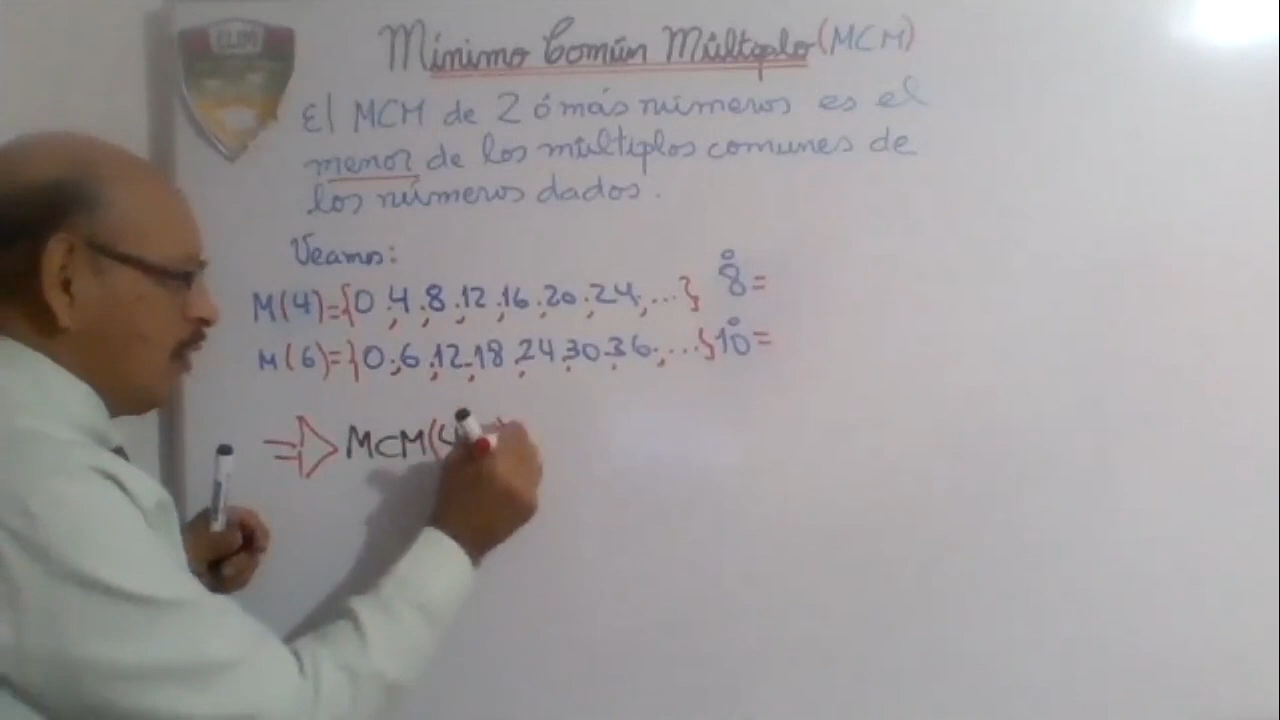 Mínimo Común Múltiplo (MCM)
El MCM de 2 ó más números es el
menor de los múltiplos comunes de
los números dados.
Veamos:
M(4)={0,4,8,12,16,20,24,...} 8̊=
M(6)={0,6,12,18,24,30,36,...} 10̊=
⇒ MCM(4